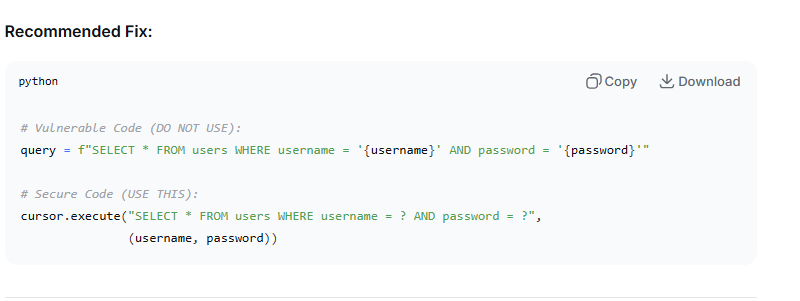 Recommended Fix:
python
Copy
Download
# Vulnerable Code (DO NOT USE):
query = f"SELECT * FROM users WHERE username = '{username}' AND password = '{password}'"
# Secure Code (USE THIS):
cursor.execute("SELECT * FROM users WHERE username = ? AND password = ?",
(username, password))